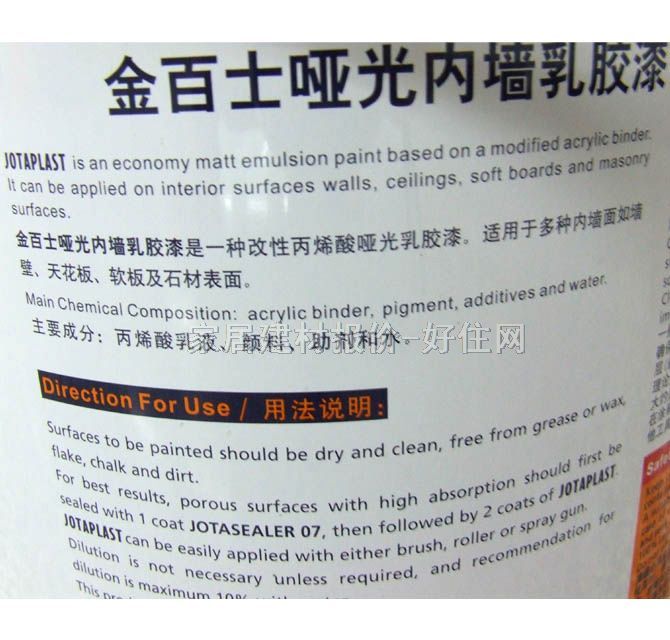 金百士哑光内墙乳胶漆
JOTAPLAST is an economy matt emulsion paint based on a modified acrylic binder.
It can be applied on interior surfaces walls, ceilings, soft boards and masonry
surfaces.
金百士哑光内墙乳胶漆是一种改性丙烯酸哑光乳胶漆。适用于多种内墙面如墙
壁、天花板、软板及石材表面。
Main Chemical Composition: acrylic binder, pigment, additives and water.
主要成分：丙烯酸乳液、颜料、助剂和水。
家居建材报价-好住网
Direction For Use / 用法说明：
Surfaces to be painted should be dry and clean, free from grease or wax,
flake, chalk and dirt.
For best results, porous surfaces with high absorption should first be
sealed with 1 coat JOTASEALER 07, then followed by 2 coats of JOTAPLAST.
JOTAPLAST can be easily applied with either brush, roller or spray gun.
Dilution is not necessary unless required, and recommendation for
dilution is maximum 10%
This
Safe